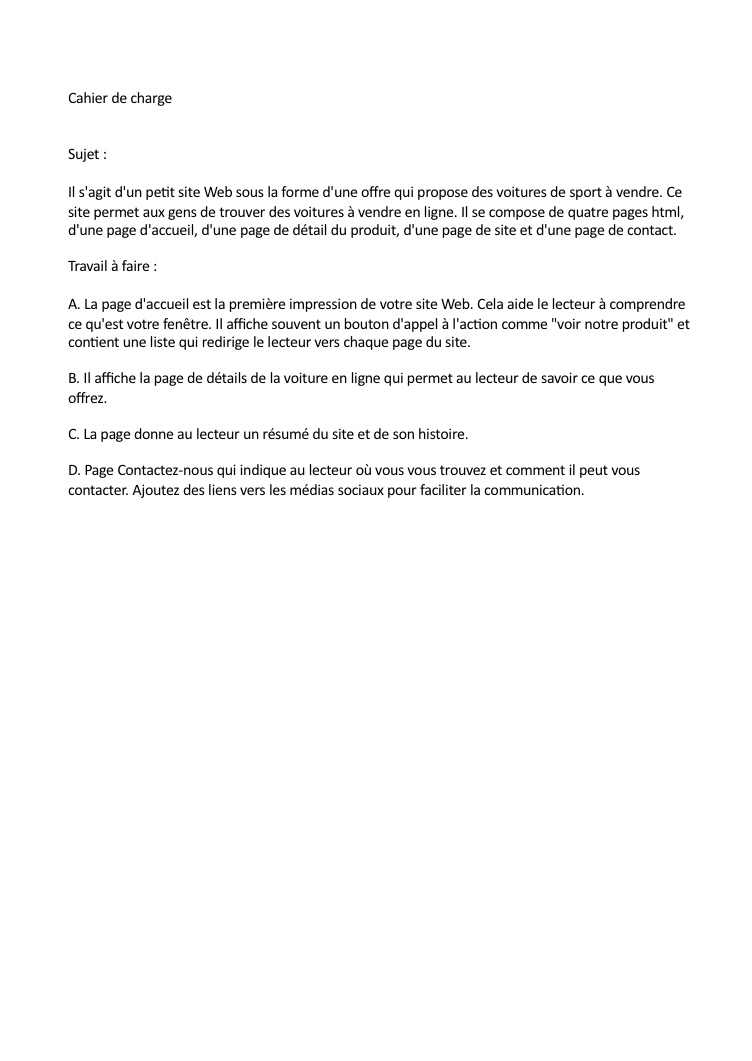 Cahier de charge
Sujet :
Il s'agit d'un petit site Web sous la forme d'une offre qui propose des voitures de sport à vendre. Ce
site permet aux gens de trouver des voitures à vendre en ligne. Il se compose de quatre pages html,
d'une page d'accueil, d'une page de détail du produit, d'une page de site et d'une page de contact.
Travail à faire :
A. La page d'accueil est la première impression de votre site Web. Cela aide le lecteur à comprendre
ce qu'est votre fenêtre. Il affiche souvent un bouton d'appel à l'action comme "voir notre produit" et
contient une liste qui redirige le lecteur vers chaque page du site.
B. Il affiche la page de détails de la voiture en ligne qui permet au lecteur de savoir ce que vous
offrez.
C. La page donne au lecteur un résumé du site et de son histoire.
D. Page Contactez-nous qui indique au lecteur où vous vous trouvez et comment il peut vous
contacter. Ajoutez des liens vers les médias sociaux pour faciliter la communication.